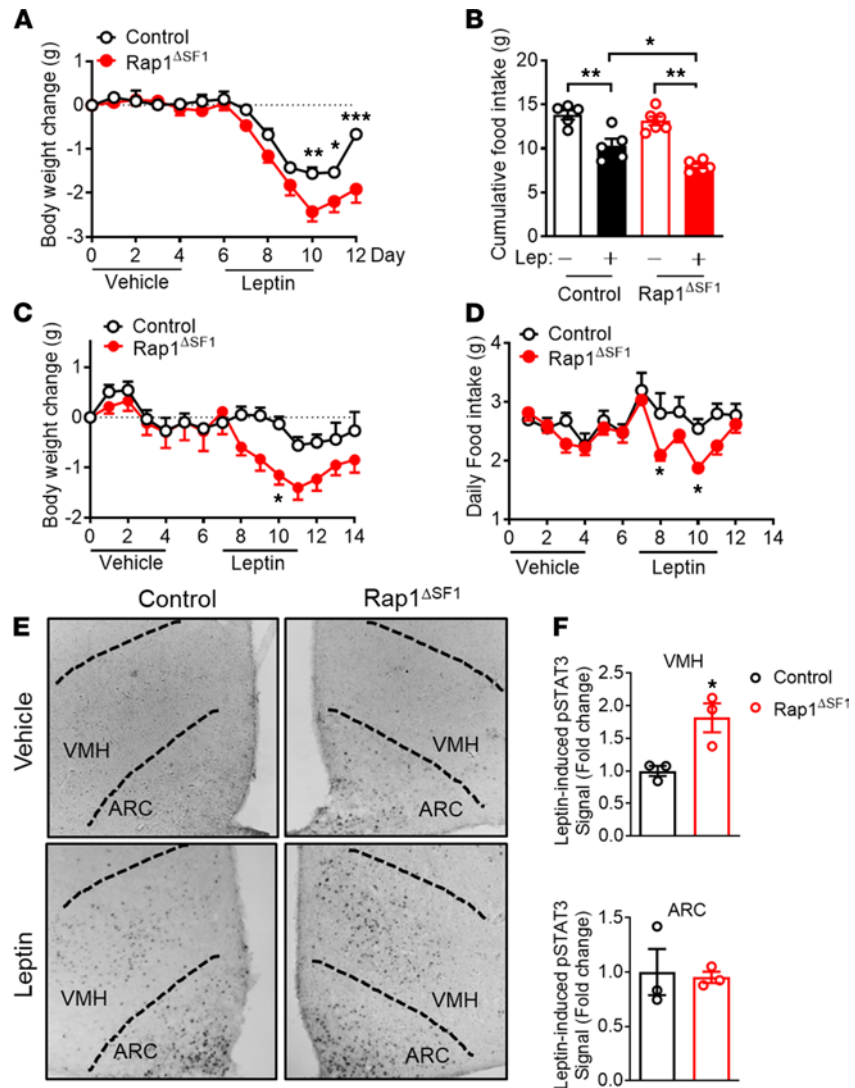 A
Control
Rap1ΔSF1
Body weight change (g)
1
0
-1
-2
-3
** * ***
0 2 4 6 8 10 12 Day
Vehicle Leptin
B
Cumulative food intake (g)
20
15
10
5
0
*
** **
Lep: – + – +
Control Rap1ΔSF1
C
Control
Rap1ΔSF1
Body weight change (g)
1
0
-1
-2
*
0 2 4 6 8 10 12 14
Vehicle Leptin
D
Control
Rap1ΔSF1
Daily Food intake (g)
4
3
2
1
* *
0 2 4 6 8 10 12 14
Vehicle Leptin
E
Control Rap1ΔSF1
Vehicle
VMH
ARC
VMH
ARC
Leptin
VMH
ARC
VMH
ARC
F
VMH
Control
Rap1ΔSF1
Leptin-induced pSTAT3
Signal (Fold change)
2.5
2.0
1.5
1.0
0.5
0.0
*
ARC
Leptin-induced pSTAT3
Signal (Fold change)
1.5
1.0
0.5
0.0